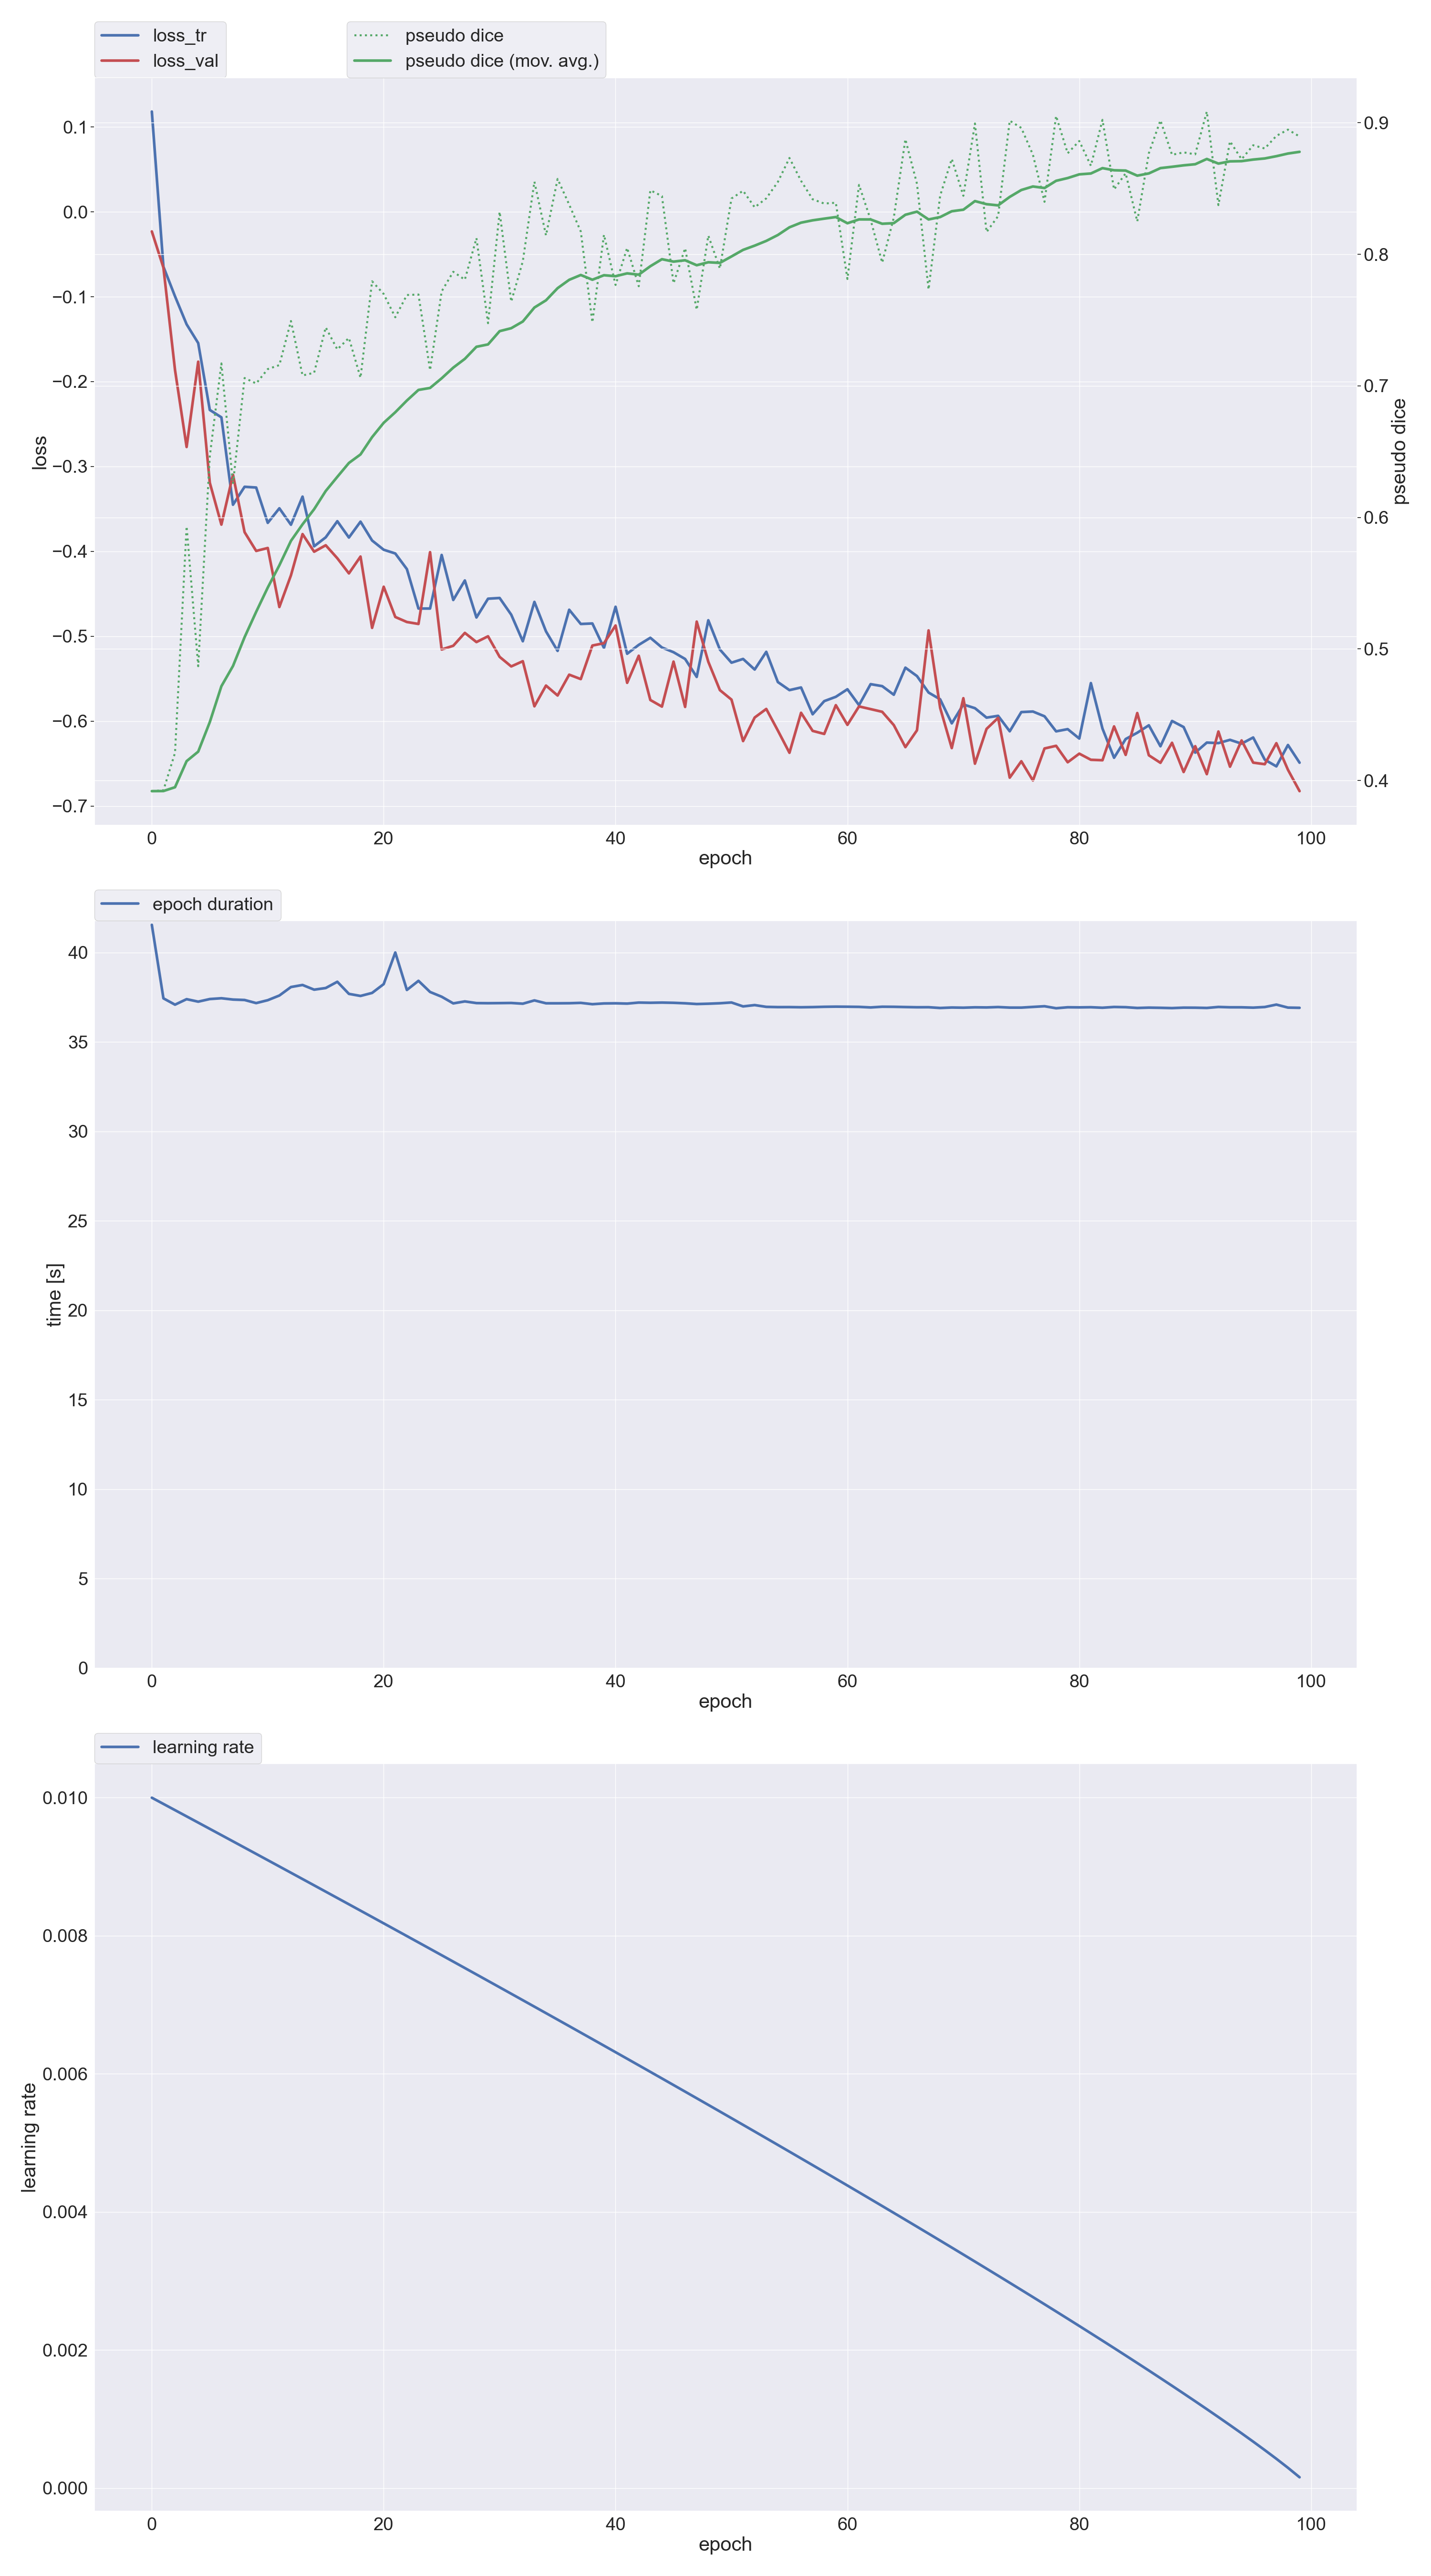 loss_tr
loss_val
pseudo dice
pseudo dice (mov. avg.)
0.1
0.0
−0.1
−0.2
−0.3
−0.4
−0.5
−0.6
−0.7
loss
0.9
0.8
0.7
0.6
0.5
0.4
pseudo dice
0 20 40 60 80 100
epoch
epoch duration
40
35
30
25
20
15
10
5
0
time [s]
0 20 40 60 80 100
epoch
learning rate
0.010
0.008
0.006
0.004
0.002
0.000
learning rate
0 20 40 60 80 100
epoch